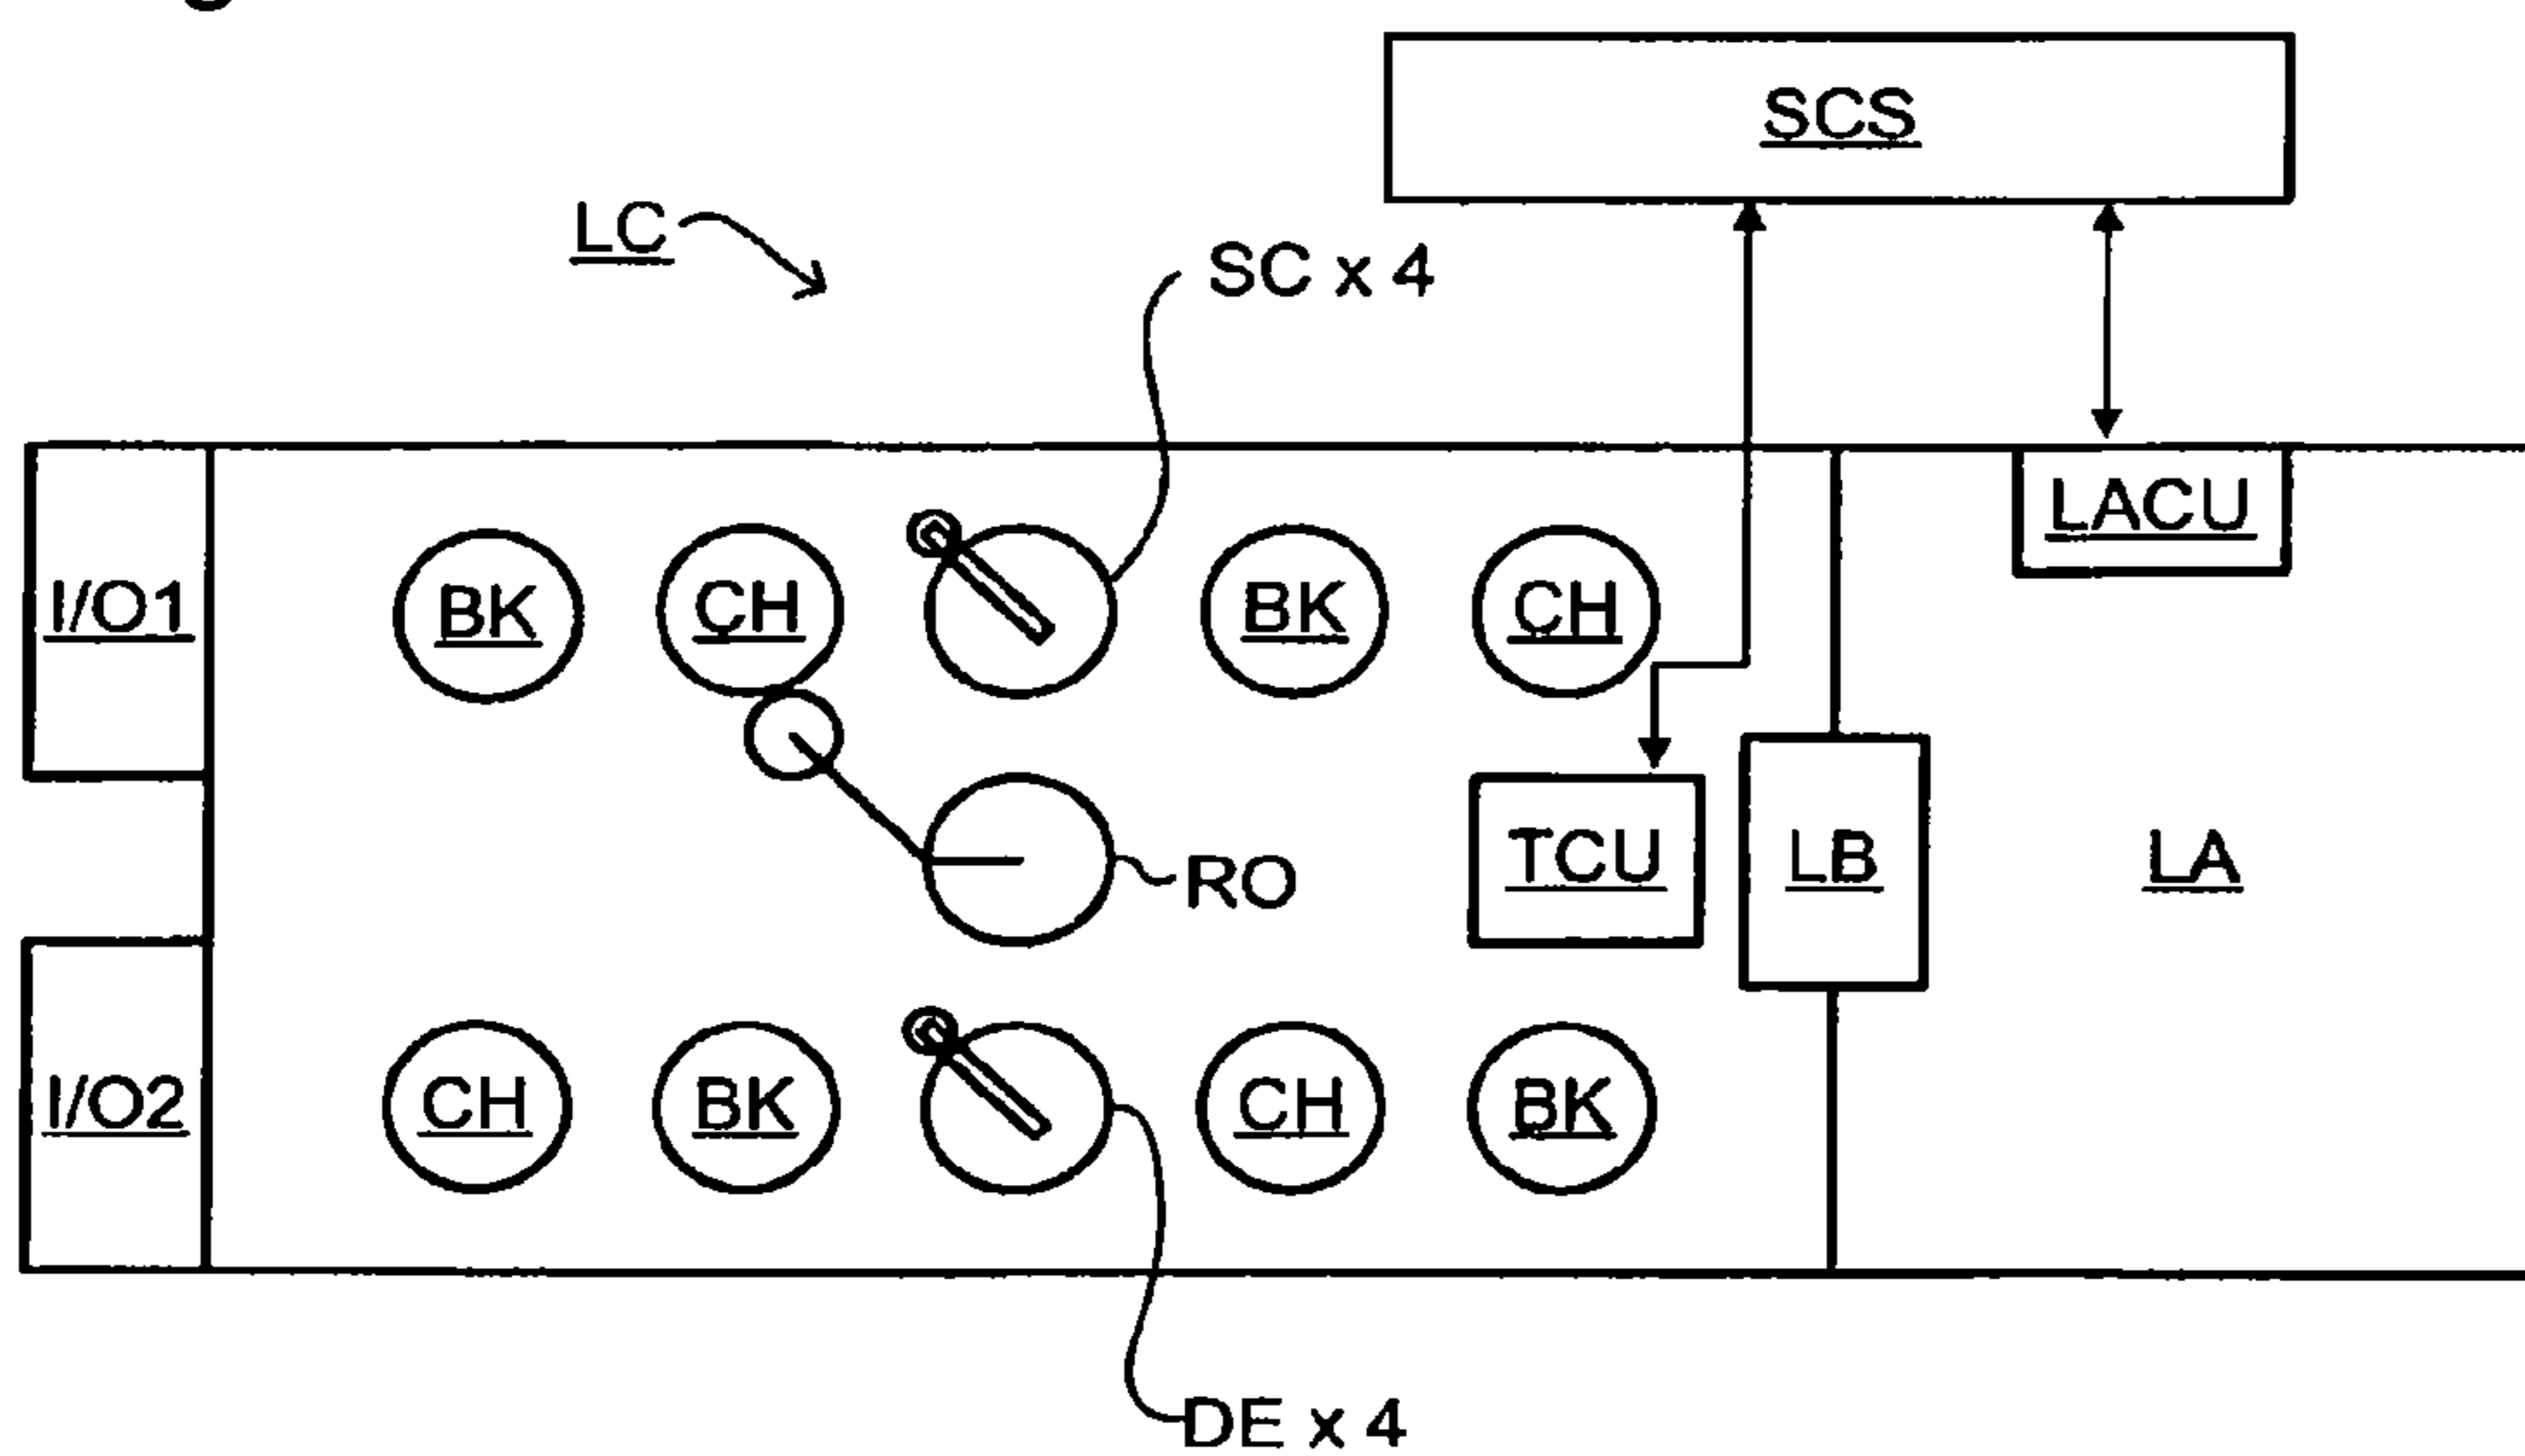 SCS
LC
SC x 4
LACU
I/O1
BK
CH
BK
CH
RO
TCU
LB
LA
I/O2
CH
BK
CH
BK
DE x 4